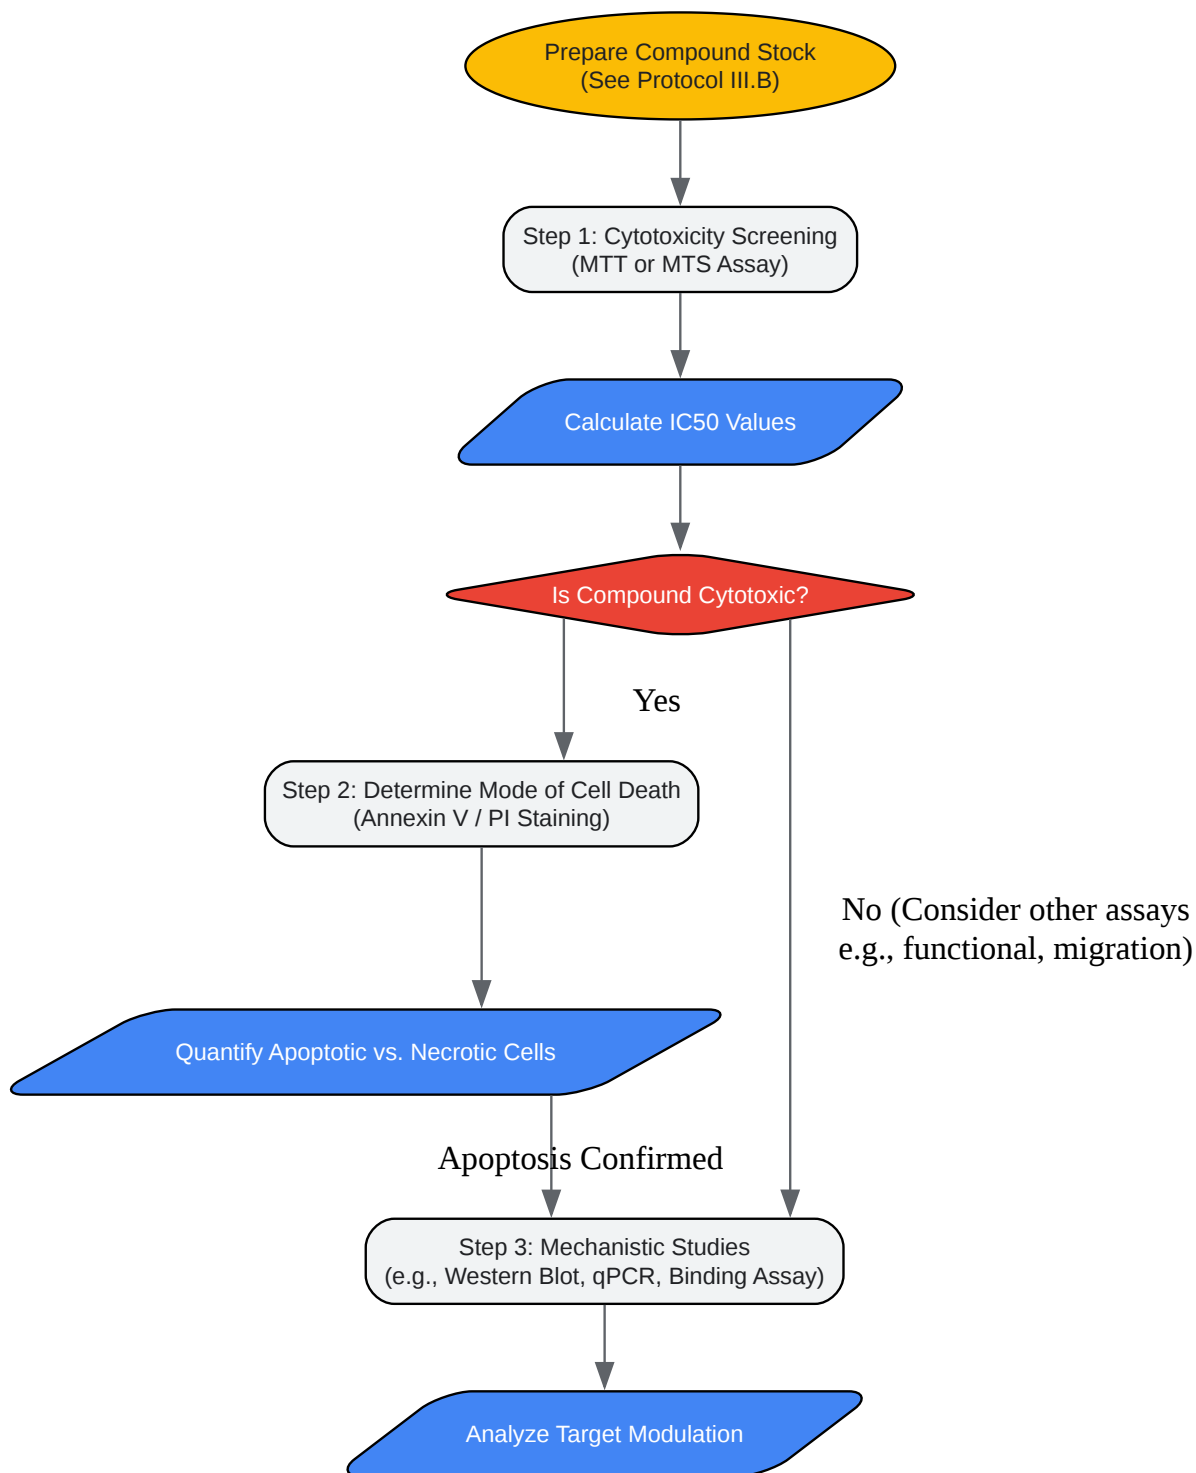 Prepare Compound Stock
(See Protocol III.B)
Step 1: Cytotoxicity Screening
(MTT or MTS Assay)
Calculate IC50 Values
Is Compound Cytotoxic?
Yes
Step 2: Determine Mode of Cell Death
(Annexin V / PI Staining)
No (Consider other assays
e.g., functional, migration)
Quantify Apoptotic vs. Necrotic Cells
Apoptosis Confirmed
Step 3: Mechanistic Studies
(e.g., Western Blot, qPCR, Binding Assay)
Analyze Target Modulation